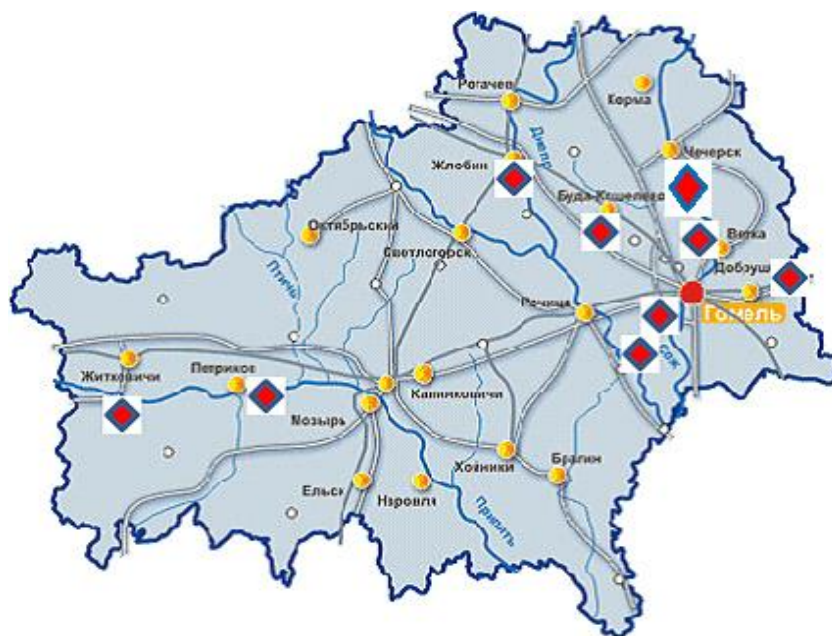 Рогачев
Корма
Днепр
Жлобин
Чечерск
Буда-Кошелево
Октябрьский
Светлогорск
Ветка
Добруш
Птичь
Речица
Гомель
Сож
Житковичи
Петриков
Калинковичи
Мозырь
Хойники
Брагин
Ельск
Наровля
Припять